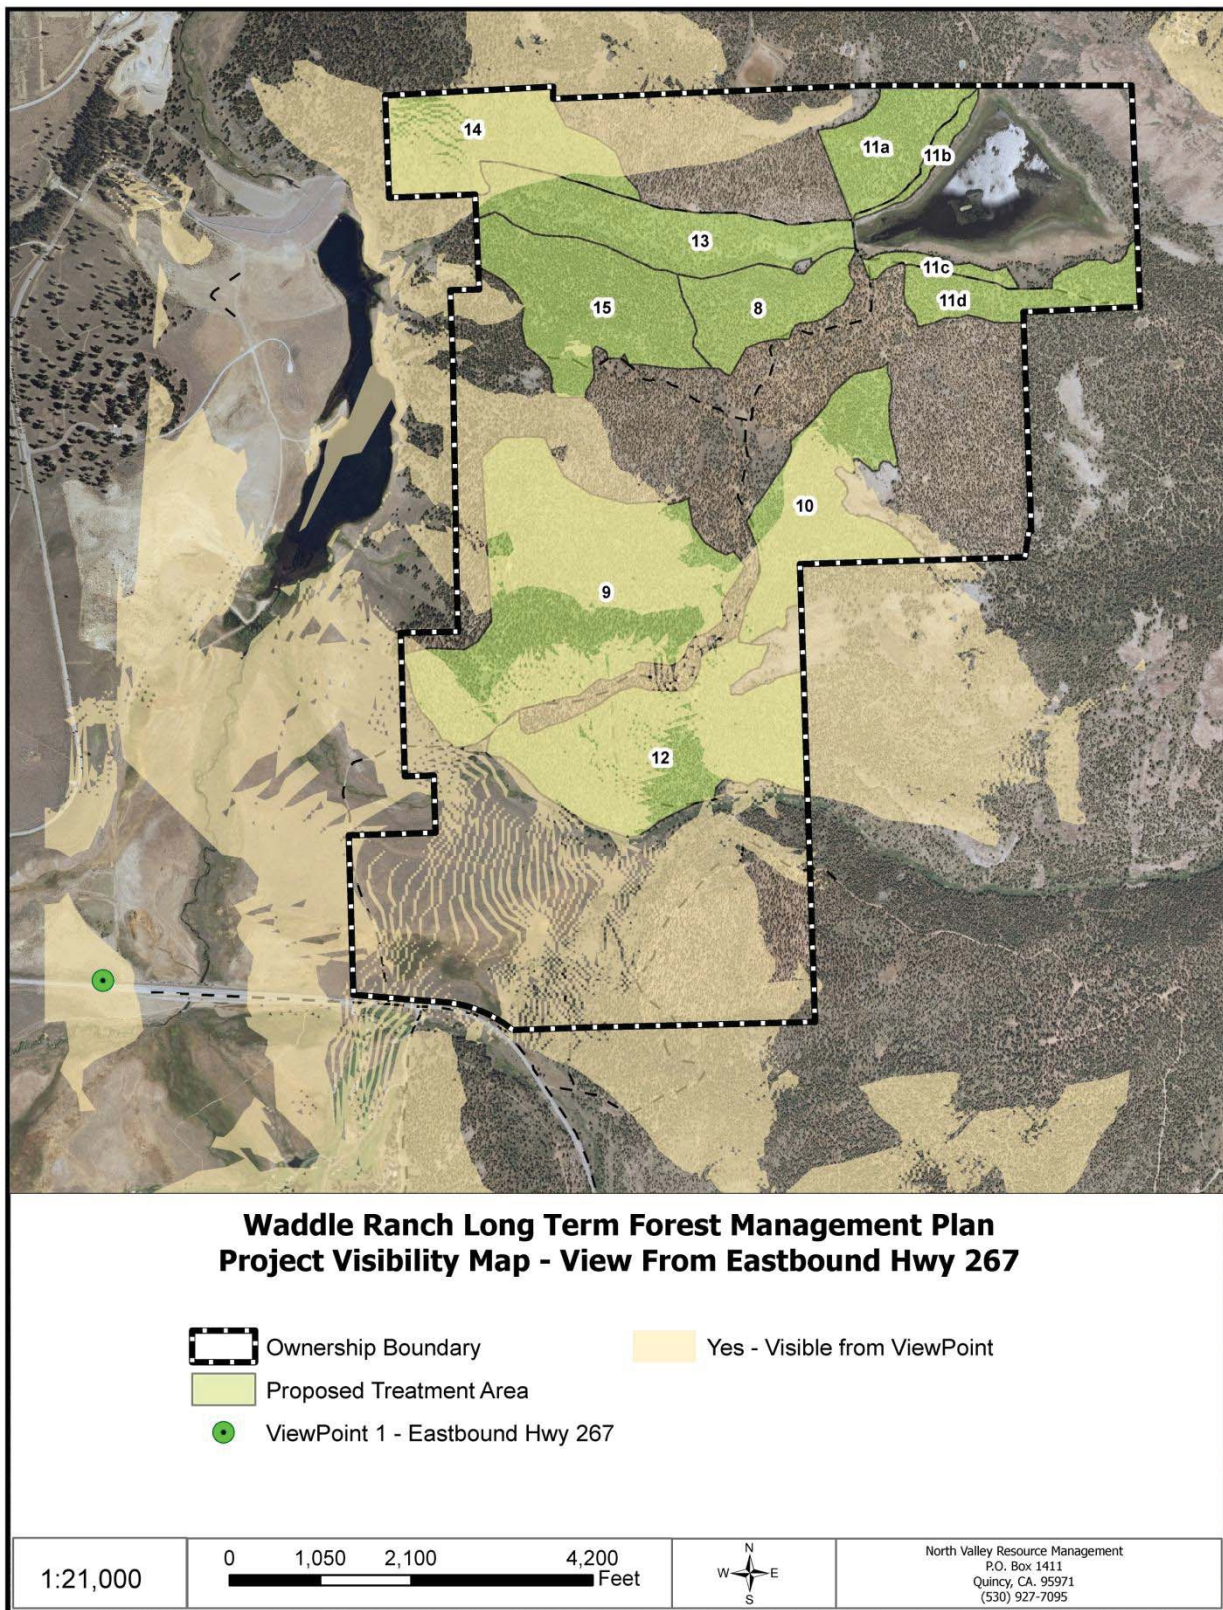 14
11a
11b
13
11c
11d
15
8
10
9
12
Waddle Ranch Long Term Forest Management Plan
Project Visibility Map - View From Eastbound Hwy 267
Ownership Boundary
Yes - Visible from ViewPoint
Proposed Treatment Area
ViewPoint 1 - Eastbound Hwy 267
1:21,000
0 1,050 2,100 4,200
Feet
N
W E
S
North Valley Resource Management
P.O. Box 1411
Quincy, CA. 95971
(530) 927-7095